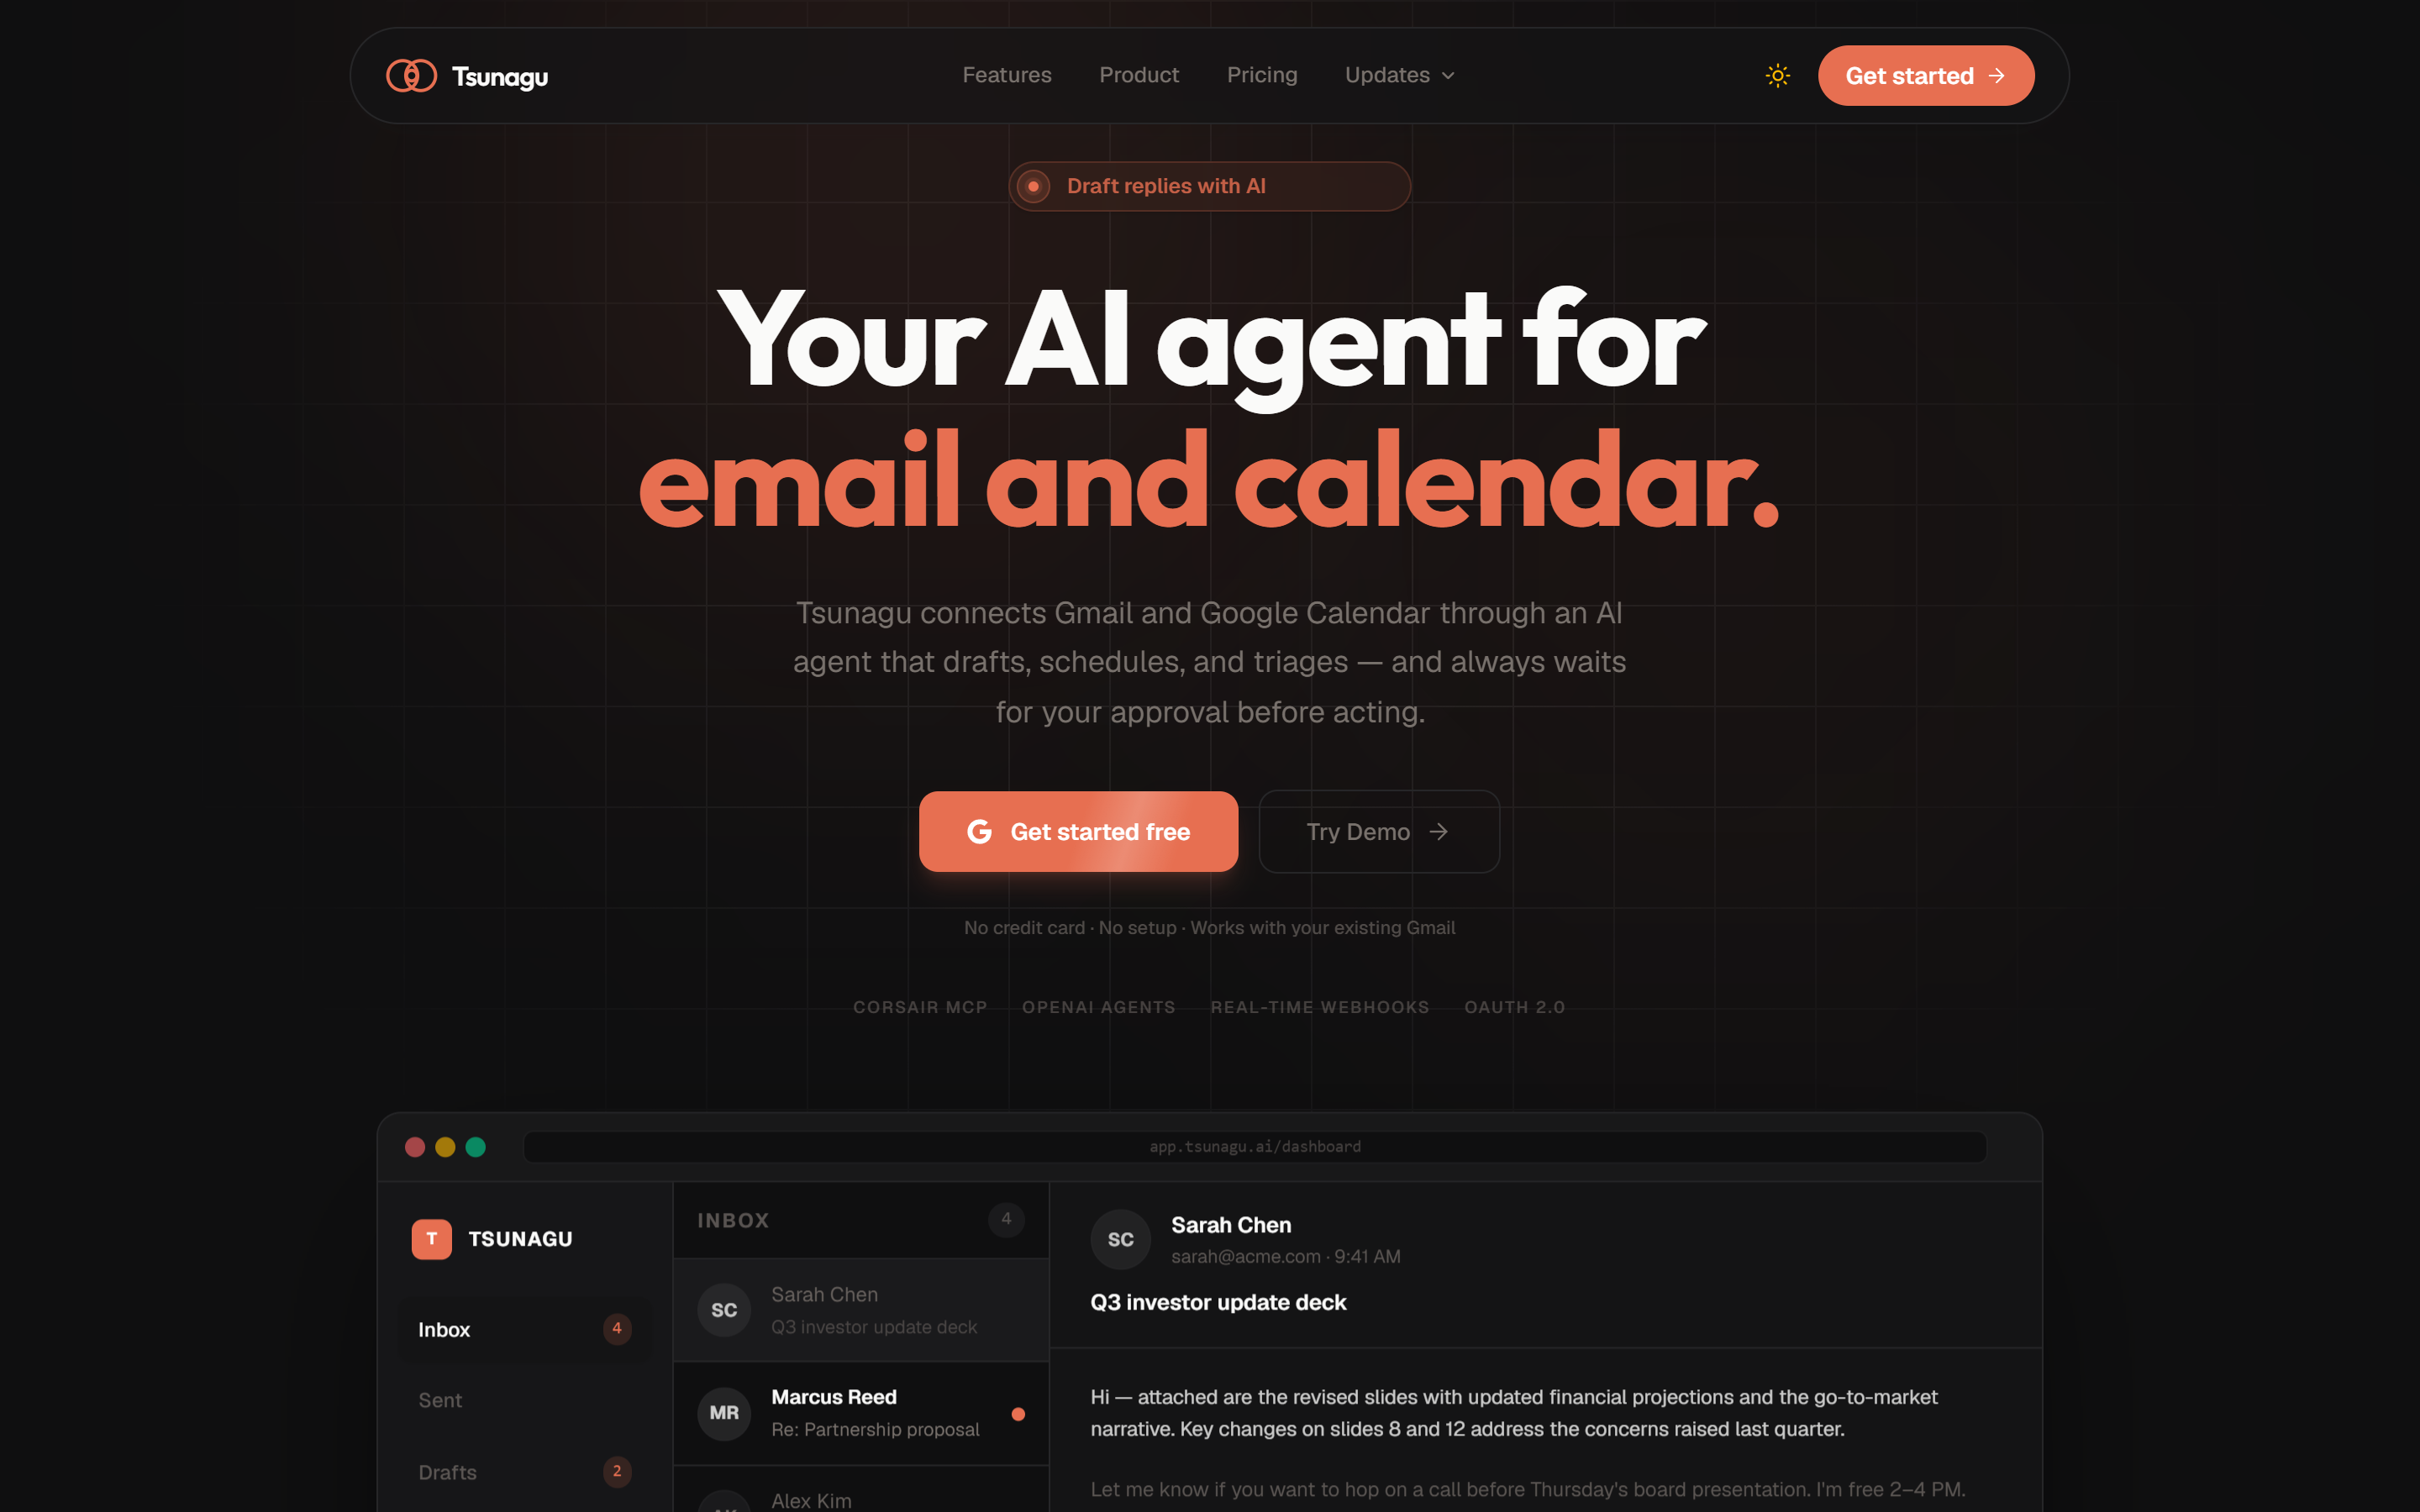 Tsunagu
Features
Product
Pricing
Updates
Get started
Draft replies with AI
Your AI agent for
email and calendar.
Tsunagu connects Gmail and Google Calendar through an AI
agent that drafts, schedules, and triages — and always waits
for your approval before acting.
G Get started free
Try Demo
No credit card · No setup · Works with your existing Gmail
CORSAIR MCP
OPENAI AGENTS
REAL-TIME WEBHOOKS
OAUTH 2.0
app.tsunagu.ai/dashboard
T TSUNAGU
Inbox 4
Sent
Drafts 2
INBOX 4
SC Sarah Chen
Q3 investor update deck
MR Marcus Reed
Re: Partnership proposal
Alex Kim
SC Sarah Chen
sarah@acme.com · 9:41 AM
Q3 investor update deck
Hi — attached are the revised slides with updated financial projections and the go-to-market
narrative. Key changes on slides 8 and 12 address the concerns raised last quarter.
Let me know if you want to hop on a call before Thursday's board presentation. I'm free 2–4 PM.